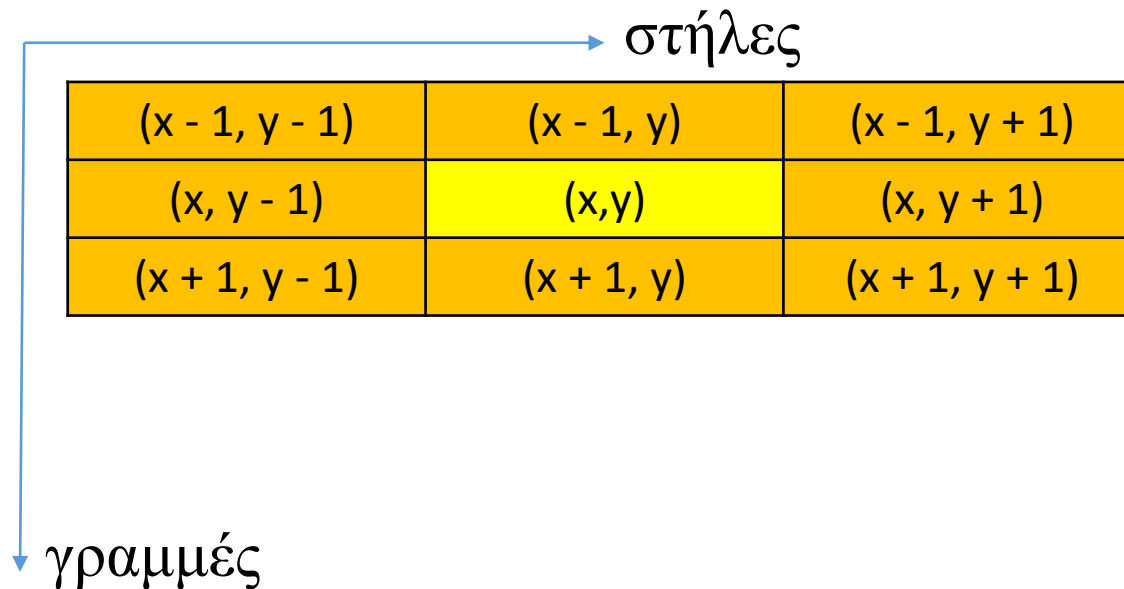 στήλες
(x - 1, y - 1) (x - 1, y) (x - 1, y + 1)
(x, y - 1) (x,y) (x, y + 1)
(x + 1, y - 1) (x + 1, y) (x + 1, y + 1)
γραμμές